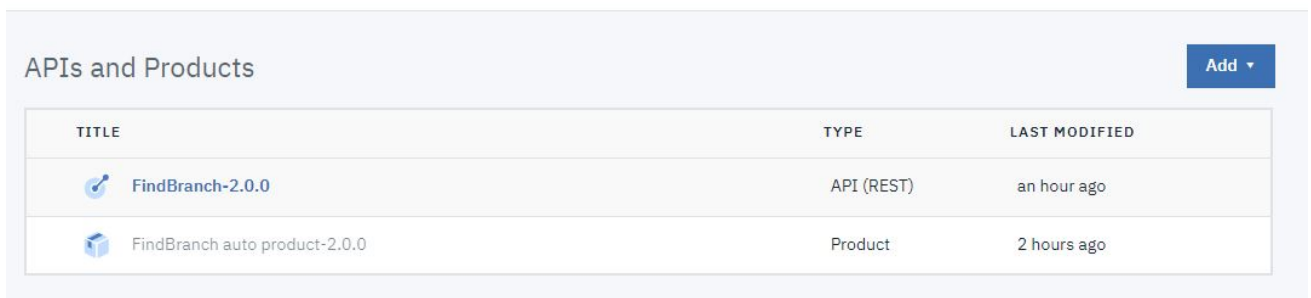 APIs and Products
Add
TITLE TYPE LAST MODIFIED
FindBranch-2.0.0 API (REST) an hour ago
FindBranch auto product-2.0.0 Product 2 hours ago